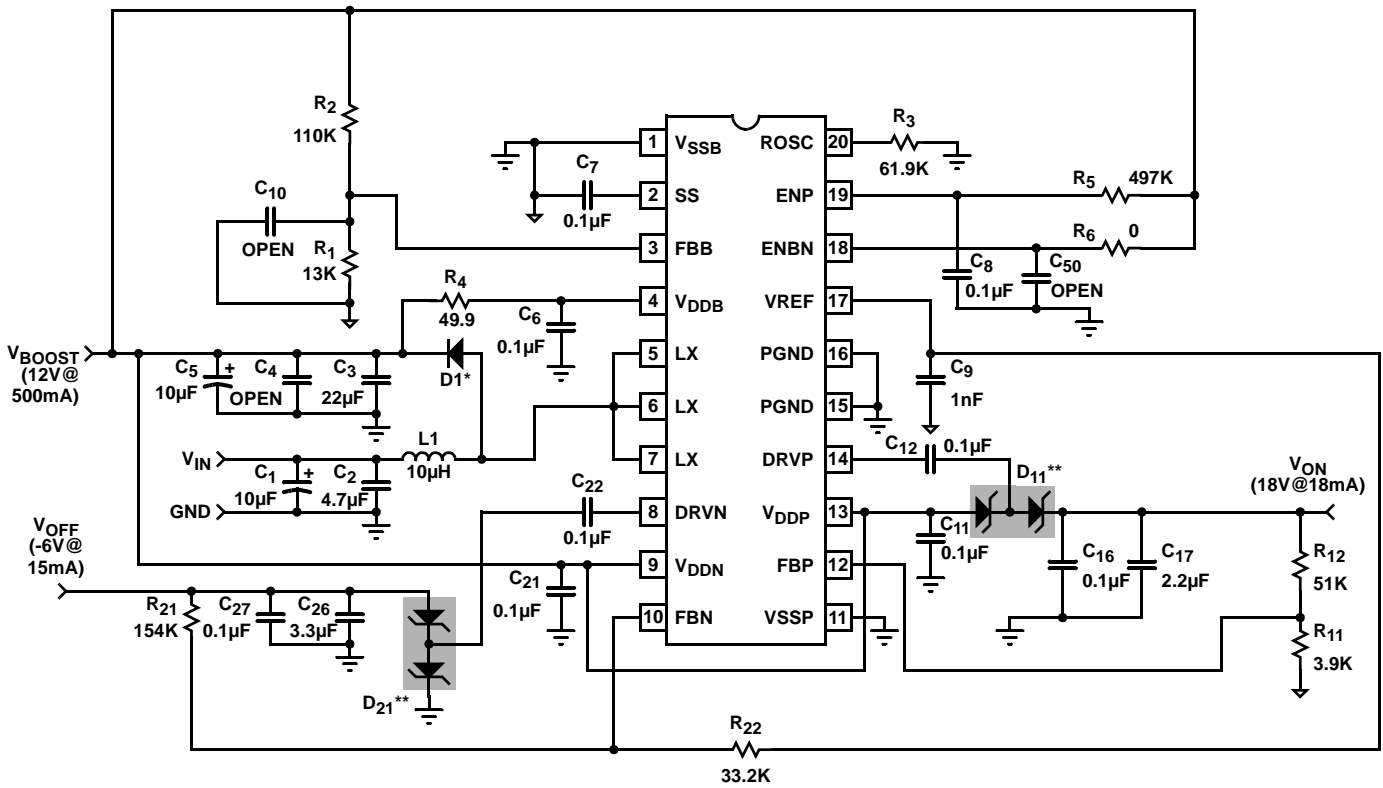 R2
110K
C10
OPEN
R1
13K
R4
49.9
C6
0.1µF
VBOOST
(12V@
500mA)
C5
+
10µF
C4
OPEN
C3
22µF
D1*
VIN
L1
10µH
C1
+
10µF
C2
4.7µF
GND
C22
0.1µF
VOFF
(-6V@
15mA)
R21
154K
C27
0.1µF
C26
3.3µF
D21**
C21
0.1µF
C7
0.1µF
1 VSSB ROSC 20
2 SS ENP 19
3 FBB ENBN 18
4 VDDB VREF 17
5 LX PGND 16
6 LX PGND 15
7 LX DRVP 14
8 DRVN VDDP 13
9 VDDN FBP 12
10 FBN VSSP 11
R3
61.9K
R5 497K
R6 0
C8
0.1µF
C50
OPEN
C9
1nF
C12 0.1µF
D11**
VON
(18V@18mA)
C11
0.1µF
C16
0.1µF
C17
2.2µF
R12
51K
R11
3.9K
R22
33.2K